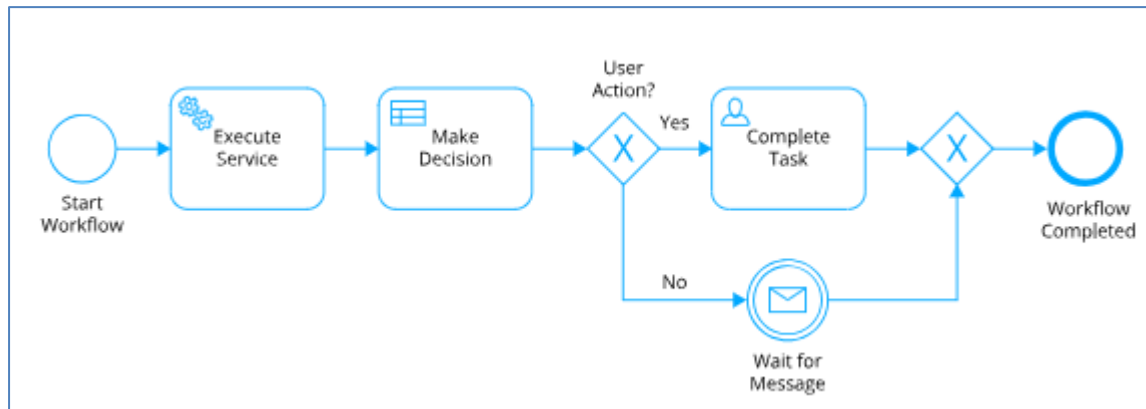 Start
Workflow
Execute
Service
Make
Decision
User
Action?
Yes
Complete
Task
No
Wait for
Message
Workflow
Completed